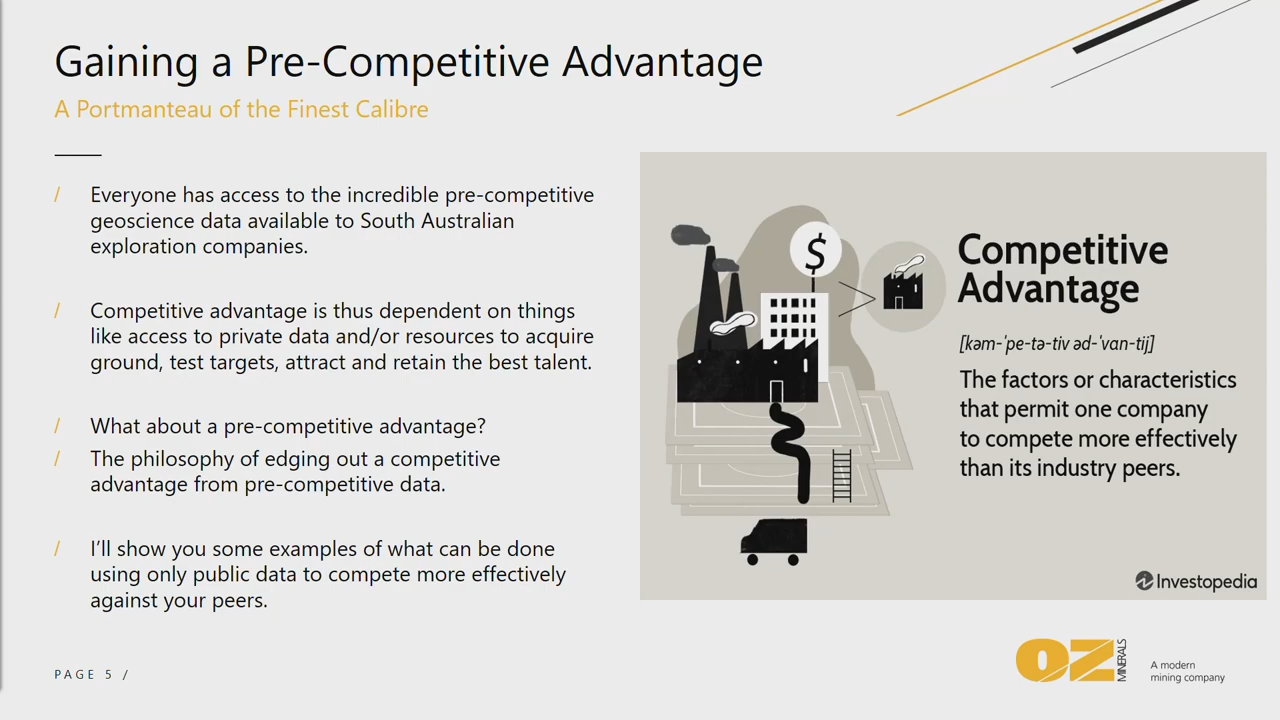 Gaining a Pre-Competitive Advantage
A Portmanteau of the Finest Calibre
/ Everyone has access to the incredible pre-competitive
geoscience data available to South Australian
exploration companies.
/ Competitive advantage is thus dependent on things
like access to private data and/or resources to acquire
ground, test targets, attract and retain the best talent.
/ What about a pre-competitive advantage?
/ The philosophy of edging out a competitive
advantage from pre-competitive data.
/ I'll show you some examples of what can be done
using only public data to compete more effectively
against your peers.
$
Competitive
Advantage
[kəm-ˈpe-tə-tiv əd-ˈvan-tij]
The factors or characteristics
that permit one company
to compete more effectively
than its industry peers.
Investopedia
PAGE 5 /
OZ
MINERALS
A modern
mining company